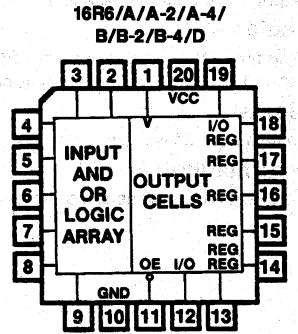 16R6/A/A-2/A-4/
B/B-2/B-4/D
3 2 1 20 19
VCC
4 I/O 18
REG
5 INPUT REG 17
AND
6 OR OUTPUT REG 16
LOGIC CELLS
7 ARRAY REG 15
REG
8 OE I/O REG 14
GND
9 10 11 12 13